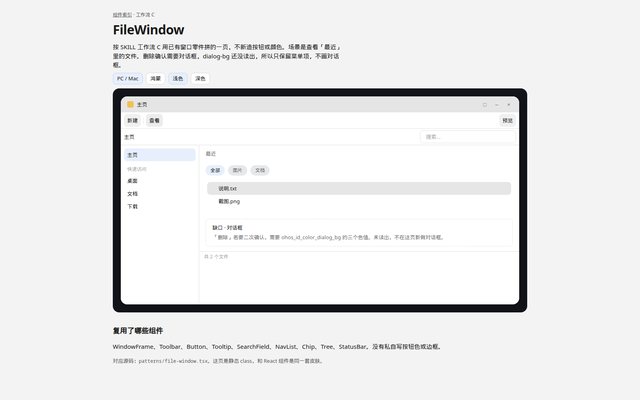 组件索引 · 工作流 C
FileWindow
按 SKILL 工作流 C 用已有窗口零件拼的一页，不新造按钮或颜色。场景是查看「最近」
里的文件。删除确认需要对话框，dialog-bg 还没读出，所以只保留菜单项，不画对话
框。
PC / Mac 鸿蒙 浅色 深色
主页
新建 查看 预览
主页 搜索…
主页
快速访问
桌面
文档
下载
最近
全部 图片 文档
说明.txt
截图.png
缺口 · 对话框
「删除」若要二次确认，需要 ohos_id_color_dialog_bg 的三个色值。未读出，不在这页新做对话框。
共 2 个文件
复用了哪些组件
WindowFrame、Toolbar、Button、Tooltip、SearchField、NavList、Chip、Tree、StatusBar。没有私自写按钮色或边框。
对应源码：patterns/file-window.tsx。这页是静态 class，和 React 组件是同一套皮肤。